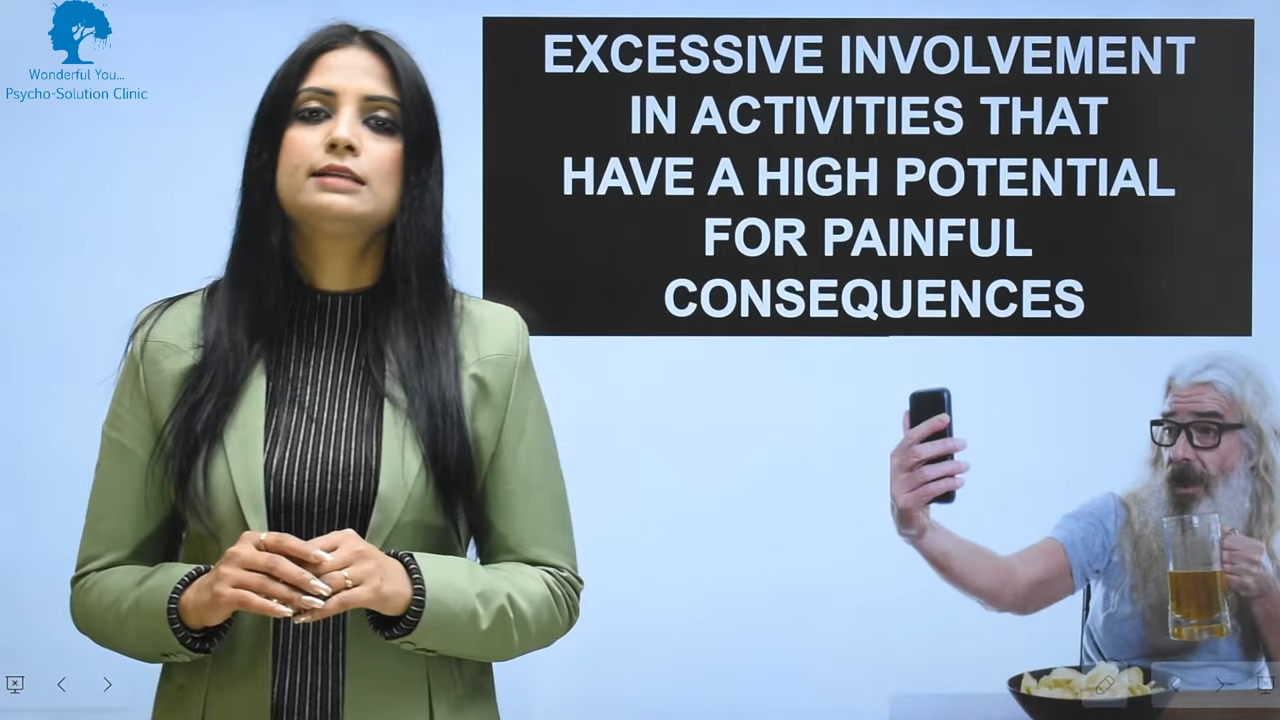 Wonderful You...
Psycho-Solution Clinic
EXCESSIVE INVOLVEMENT
IN ACTIVITIES THAT
HAVE A HIGH POTENTIAL
FOR PAINFUL
CONSEQUENCES